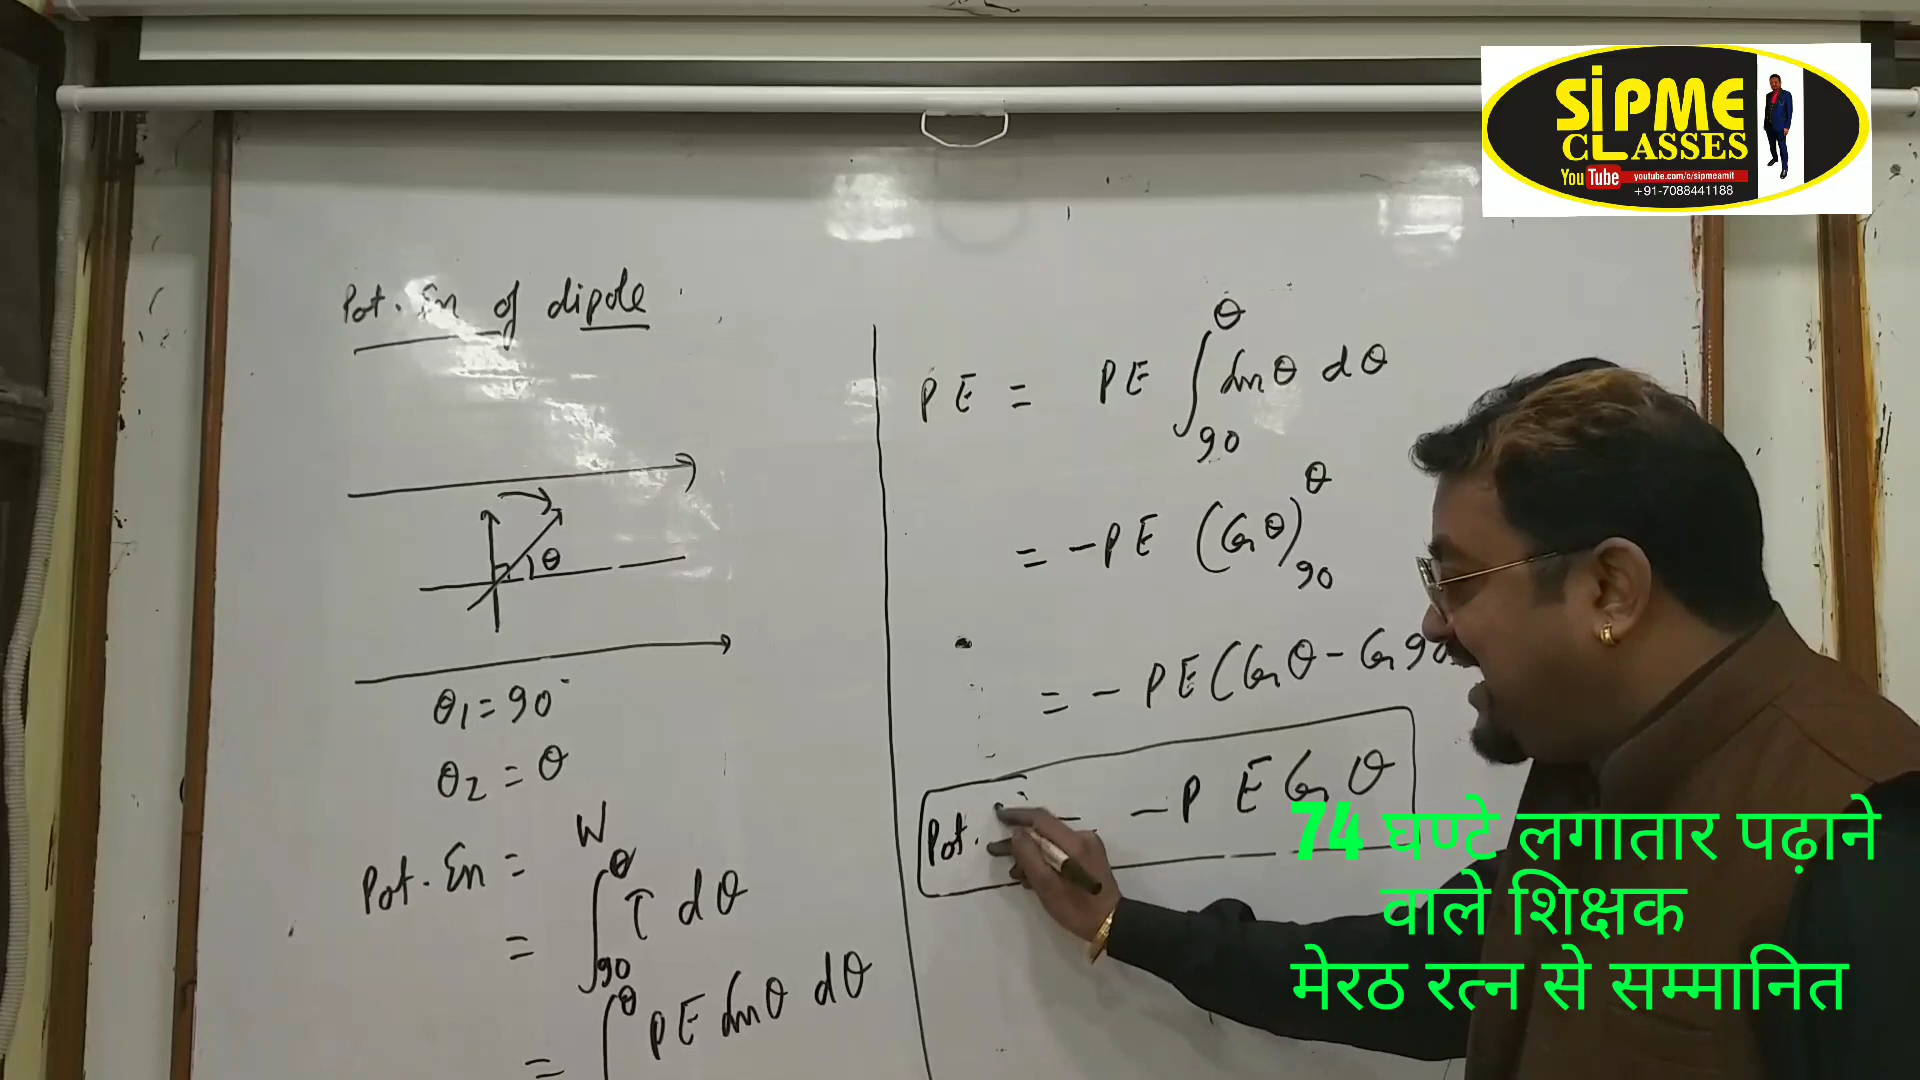 SiPME
CLASSES
YouTube youtube.com/c/sipmeamit
+91-7088441188
Pot. En of dipole
θ
θ1 = 90°
θ2 = θ
Pot. En = W
= ∫90^θ τ dθ
= ∫^θ PE sinθ dθ
PE = PE ∫90^θ sinθ dθ
= -PE (cosθ)90^θ
= - PE (cosθ - cos 90
Pot. = - P E cosθ
74 घण्टे लगातार पढ़ाने
वाले शिक्षक
मेरठ रत्न से सम्मानित